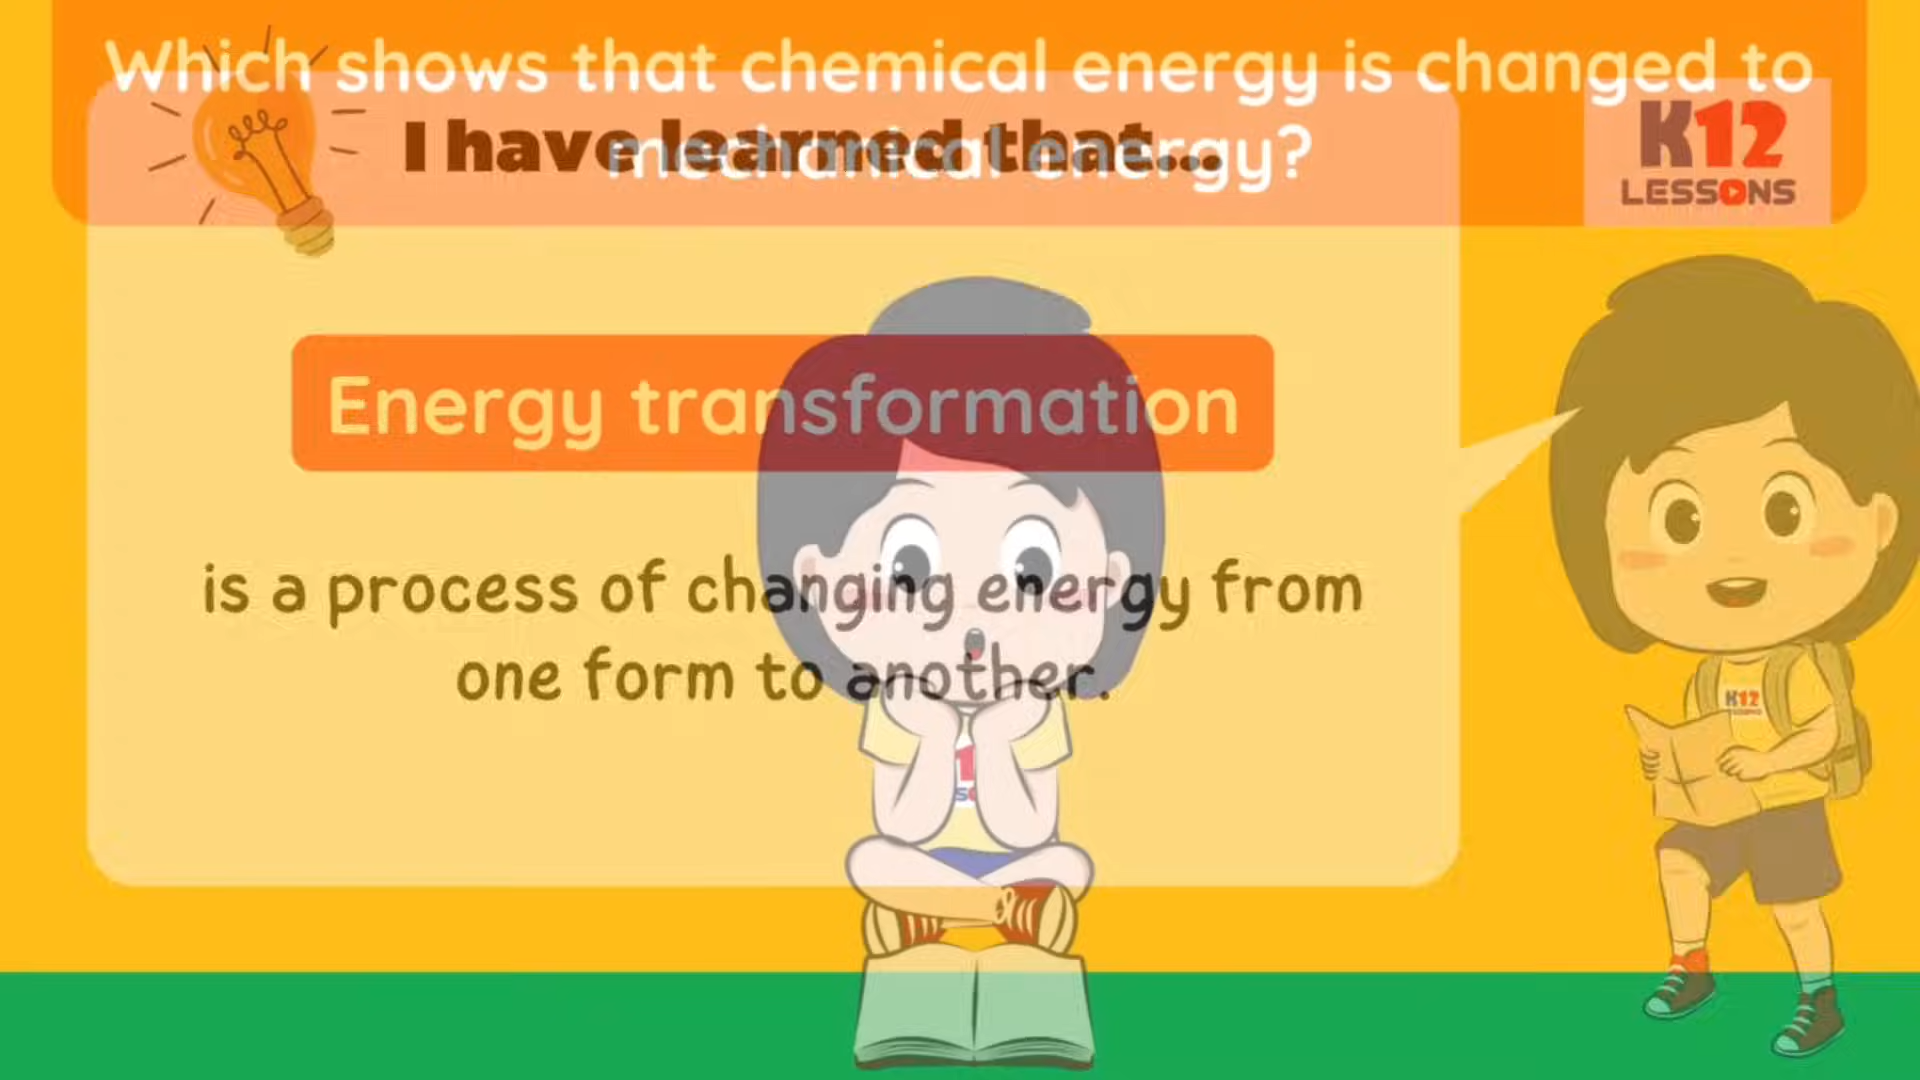 Which shows that chemical energy is changed to
mechanical energy?
I have learned that...
K12
LESSONS
Energy transformation
is a process of changing energy from
one form to another.
K12